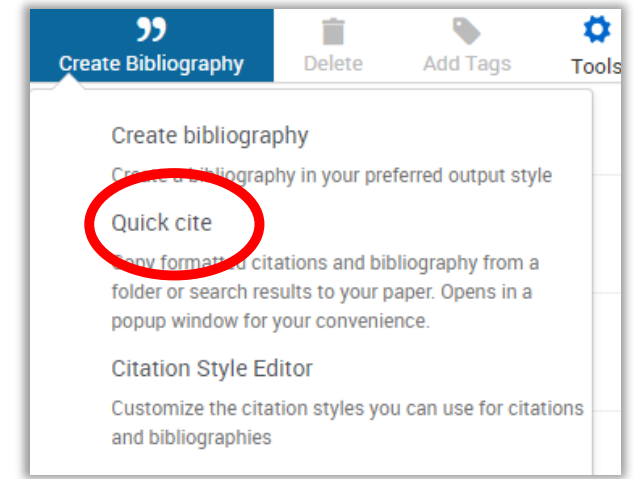 Create Bibliography
Delete
Add Tags
Tools
Create bibliography
Create a bibliography in your preferred output style
Quick cite
Copy formatted citations and bibliography from a
folder or search results to your paper. Opens in a
popup window for your convenience.
Citation Style Editor
Customize the citation styles you can use for citations
and bibliographies